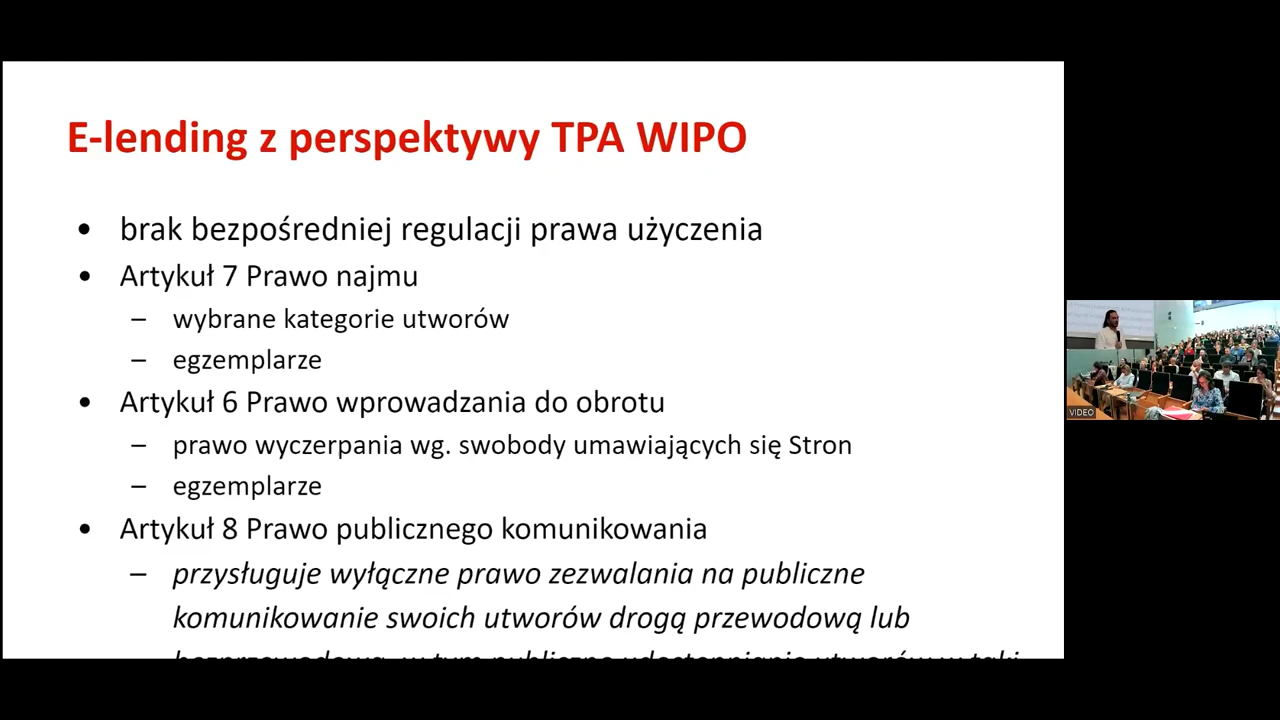 E-lending z perspektywy TPA WIPO
• brak bezpośredniej regulacji prawa użyczenia
• Artykuł 7 Prawo najmu
– wybrane kategorie utworów
– egzemplarze
• Artykuł 6 Prawo wprowadzania do obrotu
– prawo wyczerpania wg. swobody umawiających się Stron
– egzemplarze
• Artykuł 8 Prawo publicznego komunikowania
– przysługuje wyłączne prawo zezwalania na publiczne
komunikowanie swoich utworów drogą przewodową lub
VIDEO